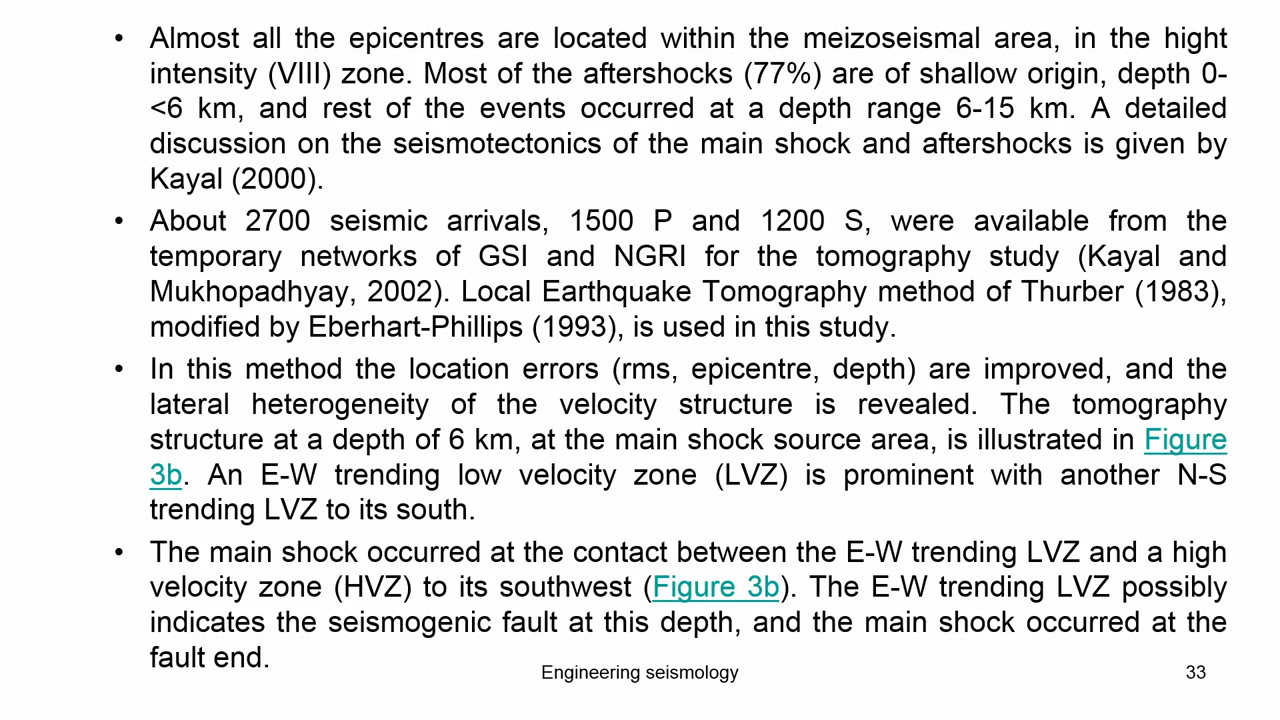 • Almost all the epicentres are located within the meizoseismal area, in the hight
intensity (VIII) zone. Most of the aftershocks (77%) are of shallow origin, depth 0-
<6 km, and rest of the events occurred at a depth range 6-15 km. A detailed
discussion on the seismotectonics of the main shock and aftershocks is given by
Kayal (2000).
• About 2700 seismic arrivals, 1500 P and 1200 S, were available from the
temporary networks of GSI and NGRI for the tomography study (Kayal and
Mukhopadhyay, 2002). Local Earthquake Tomography method of Thurber (1983),
modified by Eberhart-Phillips (1993), is used in this study.
• In this method the location errors (rms, epicentre, depth) are improved, and the
lateral heterogeneity of the velocity structure is revealed. The tomography
structure at a depth of 6 km, at the main shock source area, is illustrated in Figure
3b. An E-W trending low velocity zone (LVZ) is prominent with another N-S
trending LVZ to its south.
• The main shock occurred at the contact between the E-W trending LVZ and a high
velocity zone (HVZ) to its southwest (Figure 3b). The E-W trending LVZ possibly
indicates the seismogenic fault at this depth, and the main shock occurred at the
fault end.
Engineering seismology
33